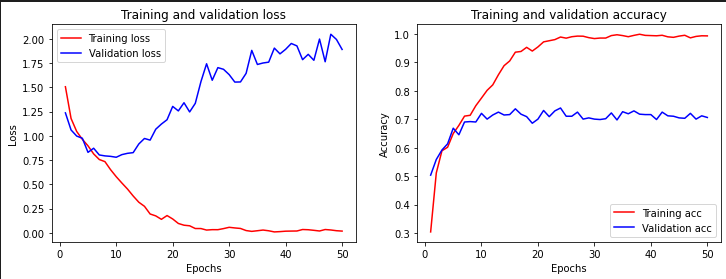 Training and validation loss
2.00
1.75
1.50
1.25
1.00
0.75
0.50
0.25
0.00
Loss
Training loss
Validation loss
0
10
20
30
40
50
Epochs
Training and validation accuracy
1.0
0.9
0.8
0.7
0.6
0.5
0.4
0.3
Accuracy
Training acc
Validation acc
0
10
20
30
40
50
Epochs